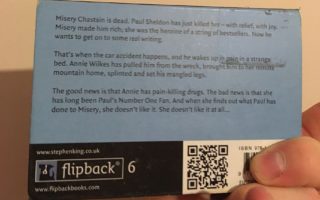 Misery Chastain is dead. Paul Sheldon has just killed her – with relief, with joy.
Misery made him rich; she was the heroine of a string of bestsellers. Now he
wants to get on to some real writing.
That's when the car accident happens, and he wakes up in pain in a strange
bed. Annie Wilkes has pulled him from the wreck, brought him to her remote
mountain home, splinted and set his mangled legs.
The good news is that Annie has pain-killing drugs. The bad news is that she
has long been Paul's Number One Fan. And when she finds out what Paul has
done to Misery, she doesn't like it. She doesn't like it at all...
www.stephenking.co.uk
flipback® 6
www.flipbackbooks.com
ISBN 978-